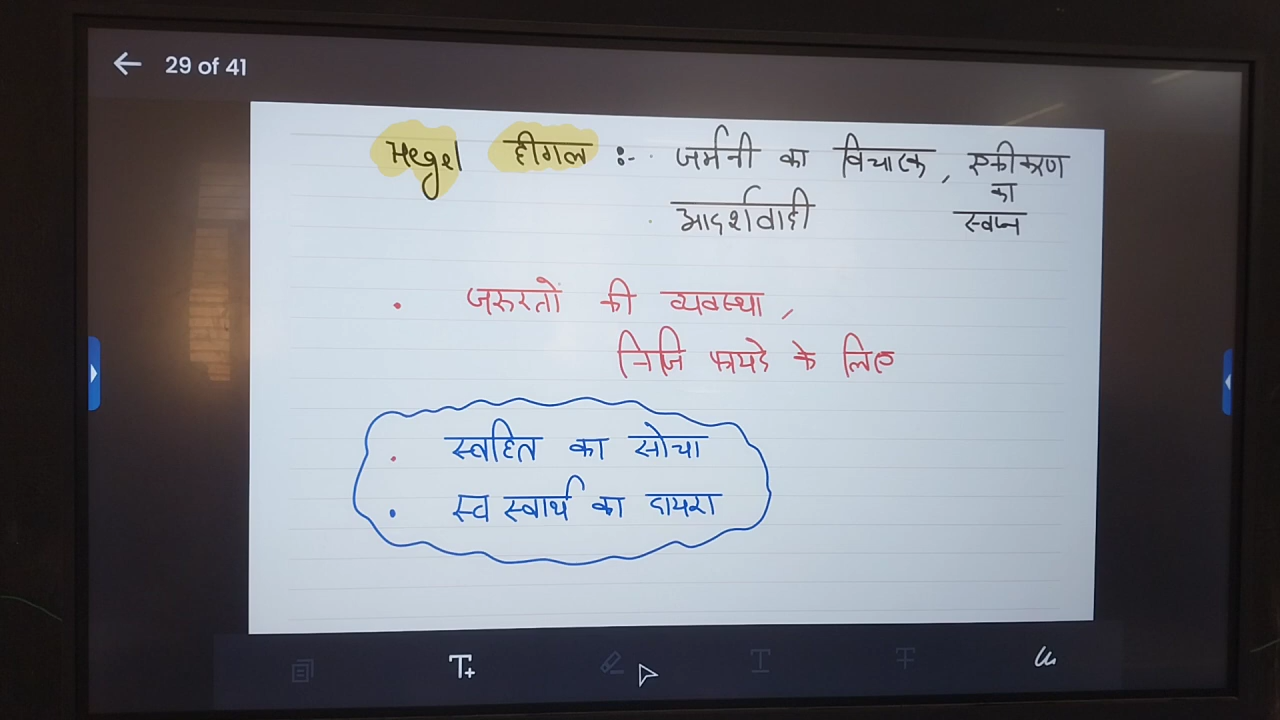 29 of 41
Hegel हीगल :- जर्मनी का विचारक, एकीकरण
का
आदर्शवादी स्वप्न
जरुरतों की व्यवस्था,
निजि फायदे के लिए
स्वहित का सोचा
स्व स्वार्थ का दायरा